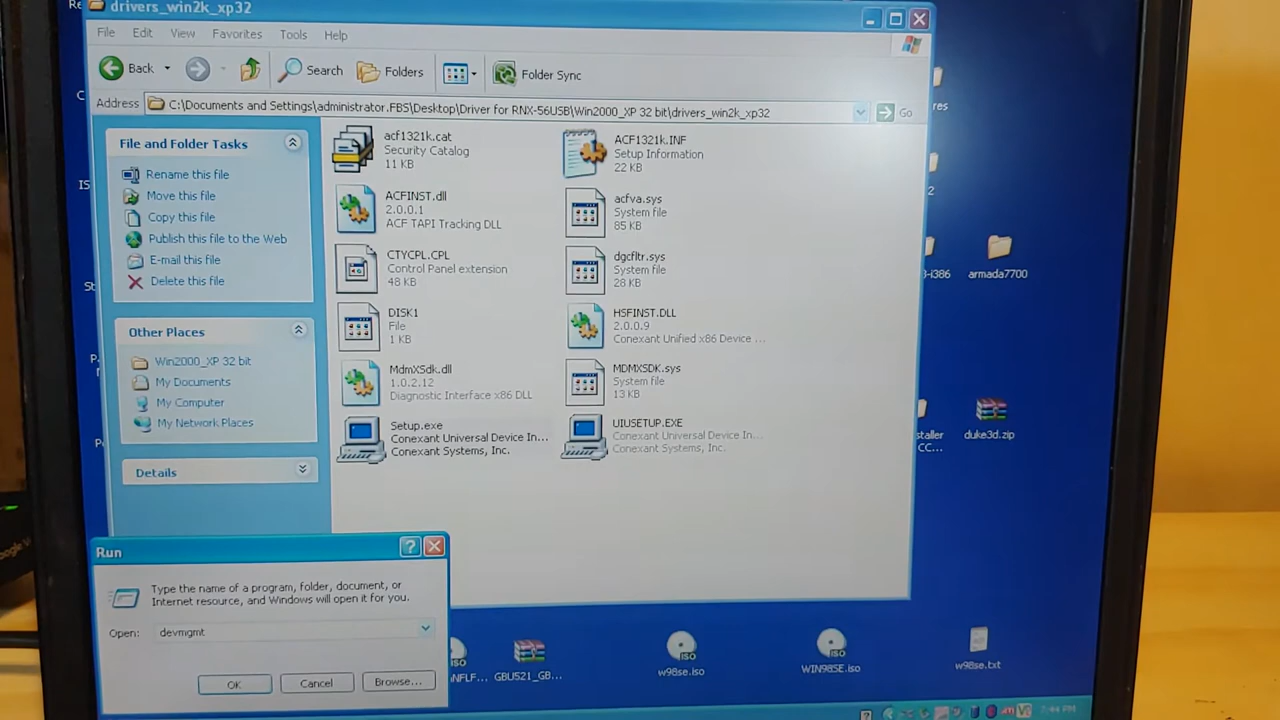 drivers_win2k_xp32
File Edit View Favorites Tools Help
Back Search Folders Folder Sync
Address C:\Documents and Settings\administrator.FBS\Desktop\Driver for RNX-56USB\Win2000_XP 32 bit\drivers_win2k_xp32 Go
File and Folder Tasks
Rename this file
Move this file
Copy this file
Publish this file to the Web
E-mail this file
Delete this file
Other Places
Win2000_XP 32 bit
My Documents
My Computer
My Network Places
Details
acf1321k.cat
Security Catalog
11 KB
ACF1321k.INF
Setup Information
22 KB
ACFINST.dll
2.0.0.1
ACF TAPI Tracking DLL
acfva.sys
System file
85 KB
CTYCPL.CPL
Control Panel extension
48 KB
dgcfltr.sys
System file
28 KB
DISK1
File
1 KB
HSFINST.DLL
2.0.0.9
Conexant Unified x86 Device ...
MdmXSdk.dll
1.0.2.12
Diagnostic Interface x86 DLL
MDMXSDK.sys
System file
13 KB
Setup.exe
Conexant Universal Device In...
Conexant Systems, Inc.
UIUSETUP.EXE
Conexant Universal Device In...
Conexant Systems, Inc.
armada7700
duke3d.zip
Run
Type the name of a program, folder, document, or
Internet resource, and Windows will open it for you.
Open: devmgmt
OK Cancel Browse...
GBU521_GB...
w98se.iso
WIN98SE.iso
w98se.txt
7:44 PM